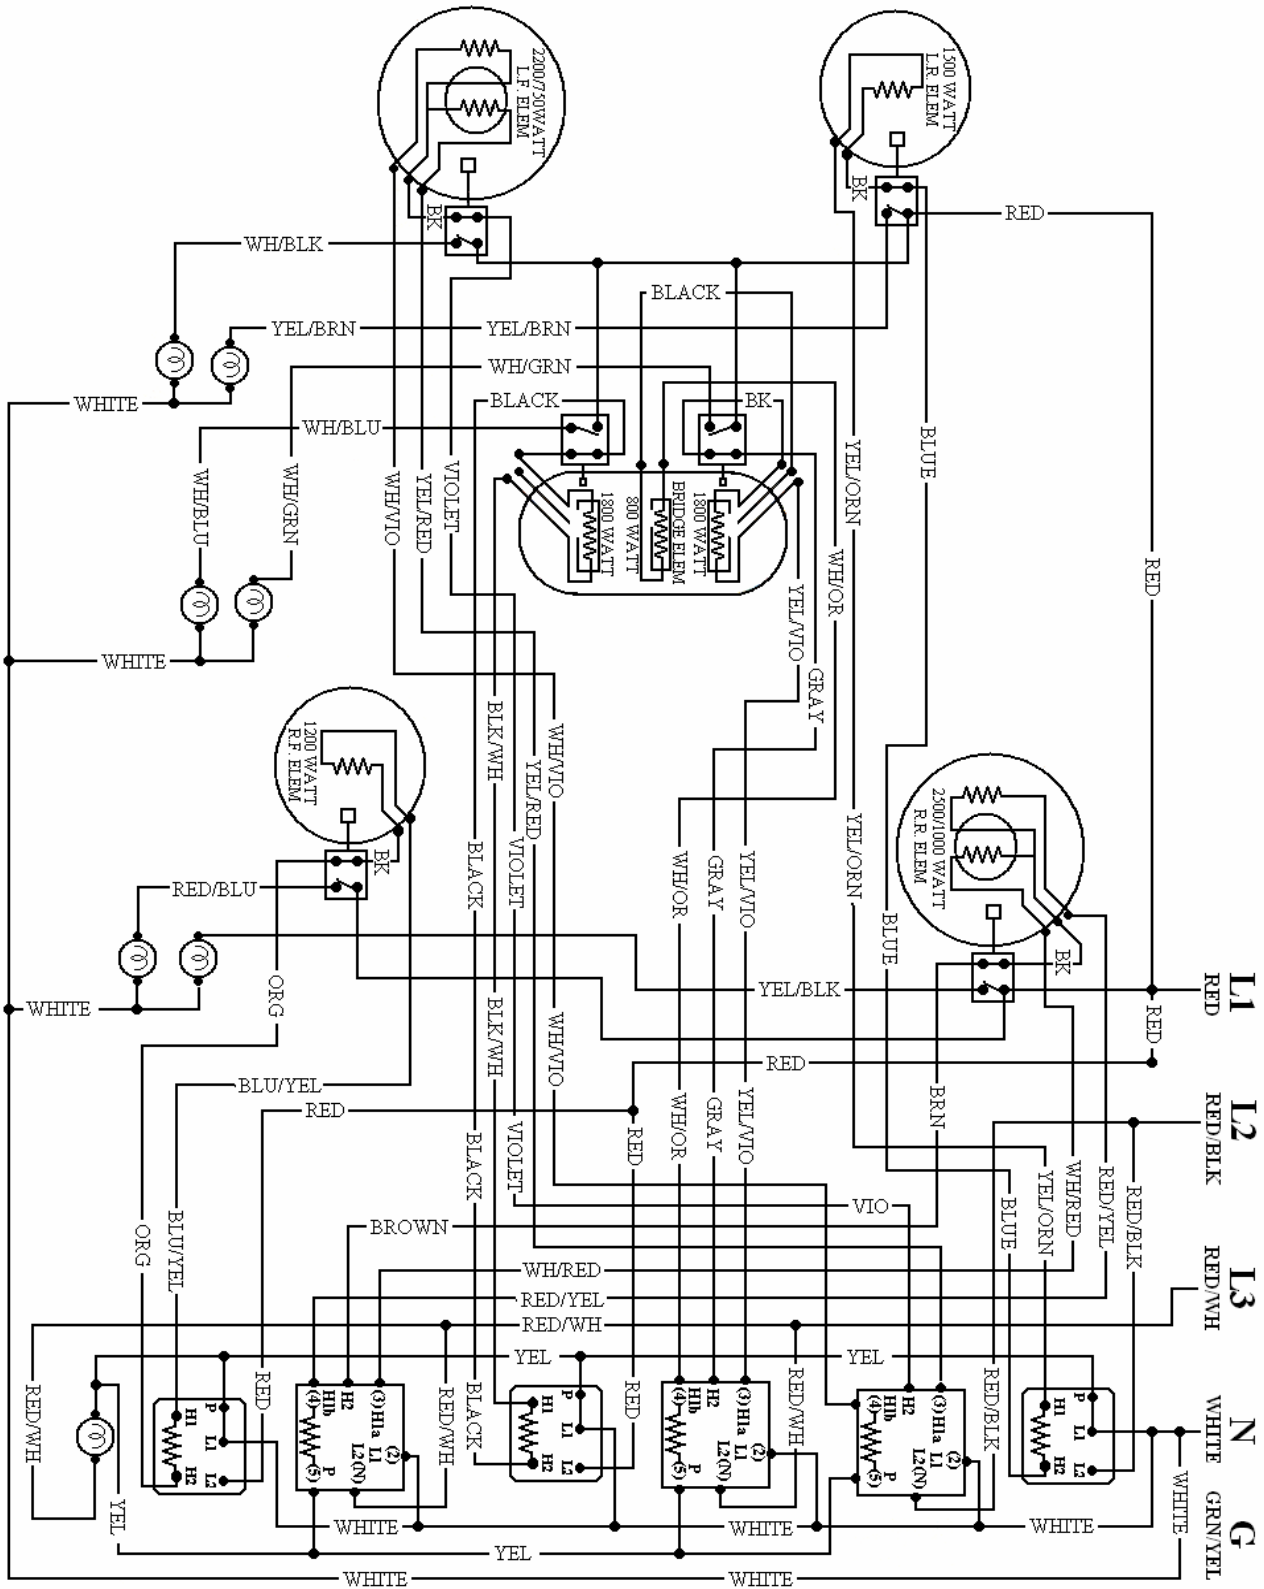 2200/750WATT
L.F. ELEM
1500 WATT
L.R. ELEM
BK
BK
RED
WH/BLK
BLACK
YEL/BRN
YEL/BRN
WH/GRN
WHITE
BLACK
BK
WH/BLU
WH/BLU
WH/GRN
WH/VIO
YEL/RED
VIOLET
YEL/ORN
BLUE
1800 WATT
800 WATT
BRIDGE ELEM
1800 WATT
WH/OR
YEL/VIO
RED
WHITE
GRAY
1200 WATT
R.F. ELEM
BLK/WH
WH/VIO
YEL/RED
2500/1000 WATT
R.R. ELEM
BK
RED/BLU
BLACK
VIOLET
WH/OR
GRAY
YEL/VIO
YEL/ORN
BLUE
BK
ORG
WHITE
YEL/BLK
L1
RED
BLK/WH
WH/VIO
RED
RED
BLU/YEL
RED
BRN
WH/OR
GRAY
YEL/VIO
RED
L2
RED/BLK
BLACK
VIOLET
ORG
BLU/YEL
VIO
BROWN
BLUE
YEL/ORN
WH/RED
RED/YEL
RED/BLK
WH/RED
RED/YEL
RED/WH
L3
RED/WH
YEL
YEL
RED/WH
H1
P
L1
H2
L2
RED
(4)
H1b
H2
(3) H1a
L1
(2)
L2(N)
P
(5)
RED/WH
BLACK
H1
P
L1
H2
L2
RED
(4)
H1b
H2
(3) H1a
L1
(2)
L2(N)
P
(5)
RED/WH
(4)
H1b
H2
(3) H1a
L1
(2)
L2(N)
P
(5)
RED/BLK
H1
P
L1
H2
L2
N
WHITE
WHITE
YEL
WHITE
WHITE
WHITE
G
GRN/YEL
YEL
WHITE
WHITE